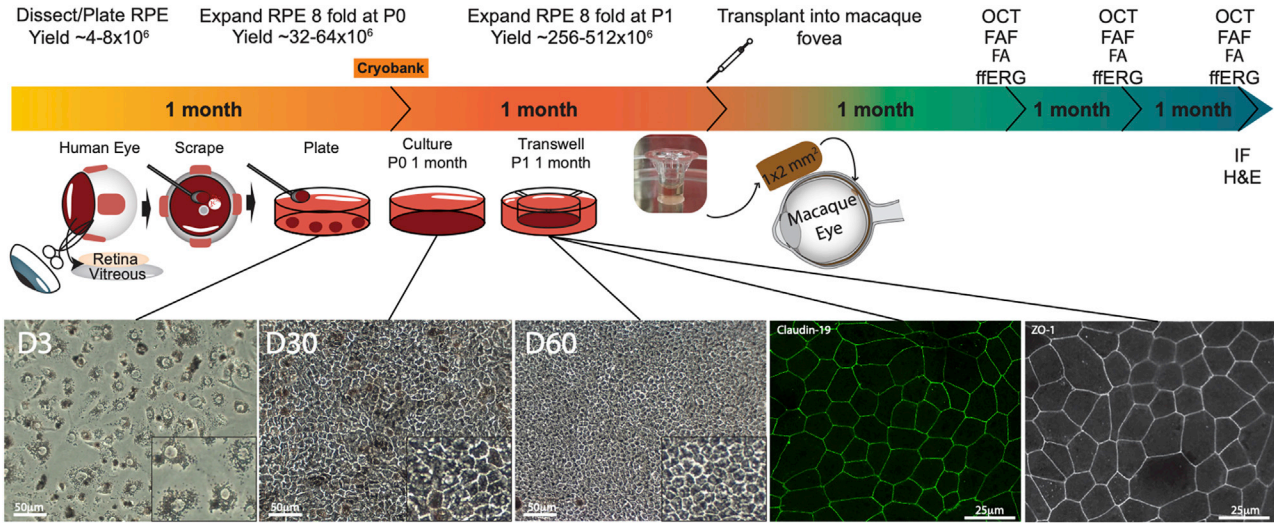 Dissect/Plate RPE
Yield ~4-8x10⁶
Expand RPE 8 fold at P0
Yield ~32-64x10⁶
Expand RPE 8 fold at P1
Yield ~256-512x10⁶
Transplant into macaque
fovea
OCT
FAF
FA
ffERG
OCT
FAF
FA
ffERG
OCT
FAF
FA
ffERG
Cryobank
1 month
1 month
1 month
1 month
1 month
Human Eye
Scrape
Plate
Culture
P0 1 month
Transwell
P1 1 month
1x2 mm²
Macaque
Eye
IF
H&E
Retina
Vitreous
D3
50µm
D30
50µm
D60
50µm
Claudin-19
25µm
ZO-1
25µm